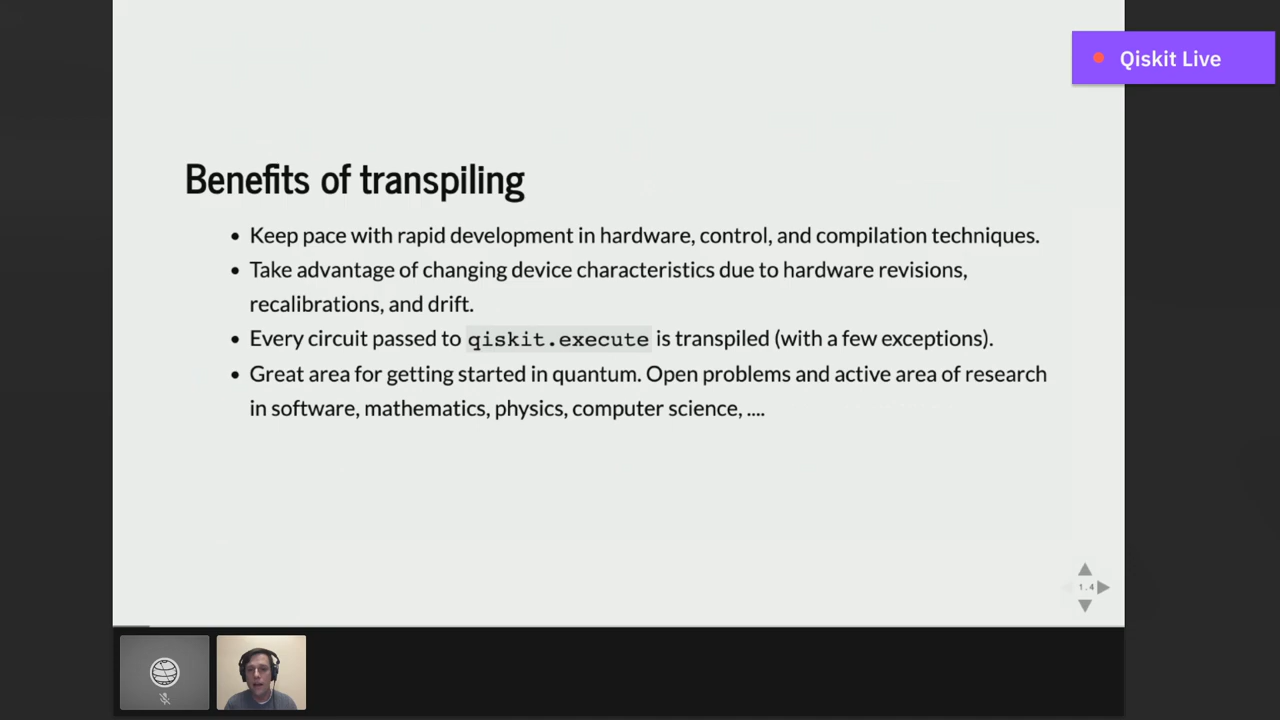 Qiskit Live
Benefits of transpiling
• Keep pace with rapid development in hardware, control, and compilation techniques.
• Take advantage of changing device characteristics due to hardware revisions,
recalibrations, and drift.
• Every circuit passed to qiskit.execute is transpiled (with a few exceptions).
• Great area for getting started in quantum. Open problems and active area of research
in software, mathematics, physics, computer science, ....
1.4